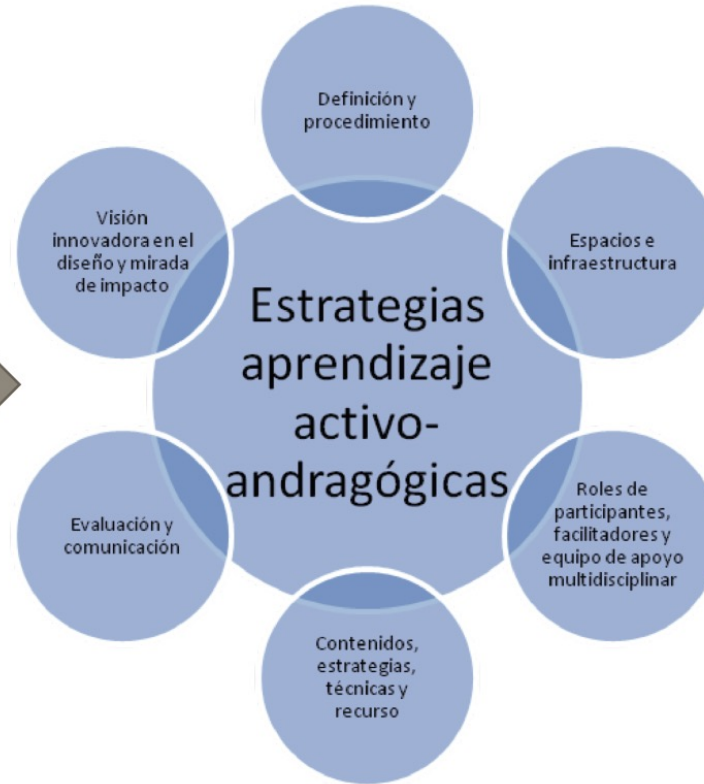 Definición y
procedimiento
Visión
innovadora en el
diseño y mirada
de impacto
Espacios e
infraestructura
Estrategias
aprendizaje
activo-
andragógicas
Evaluación y
comunicación
Roles de
participantes,
facilitadores y
equipo de apoyo
multidisciplinar
Contenidos,
estrategias,
técnicas y
recurso